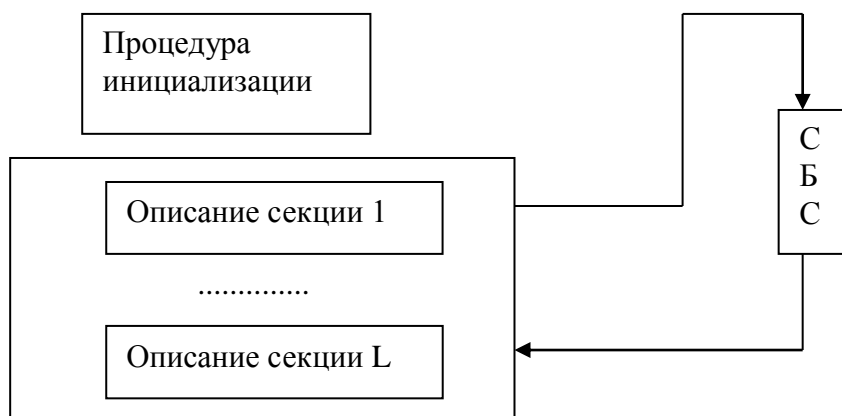 Процедура
инициализации
С
Б
С
Описание секции 1
..............
Описание секции L